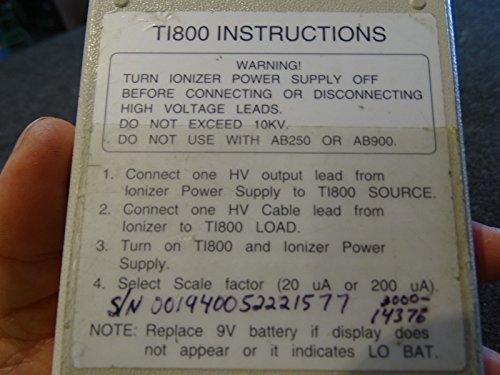 TI800 INSTRUCTIONS
WARNING!
TURN IONIZER POWER SUPPLY OFF
BEFORE CONNECTING OR DISCONNECTING
HIGH VOLTAGE LEADS.
DO NOT EXCEED 10KV.
DO NOT USE WITH AB250 OR AB900.
1. Connect one HV output lead from
Ionizer Power Supply to TI800 SOURCE.
2. Connect one HV Cable lead from
Ionizer to TI800 LOAD.
3. Turn on TI800 and Ionizer Power
Supply.
4. Select Scale factor (20 uA or 200 uA).
S/N 001940052221577 2000-
14376
NOTE: Replace 9V battery if display does
not appear or it indicates LO BAT.